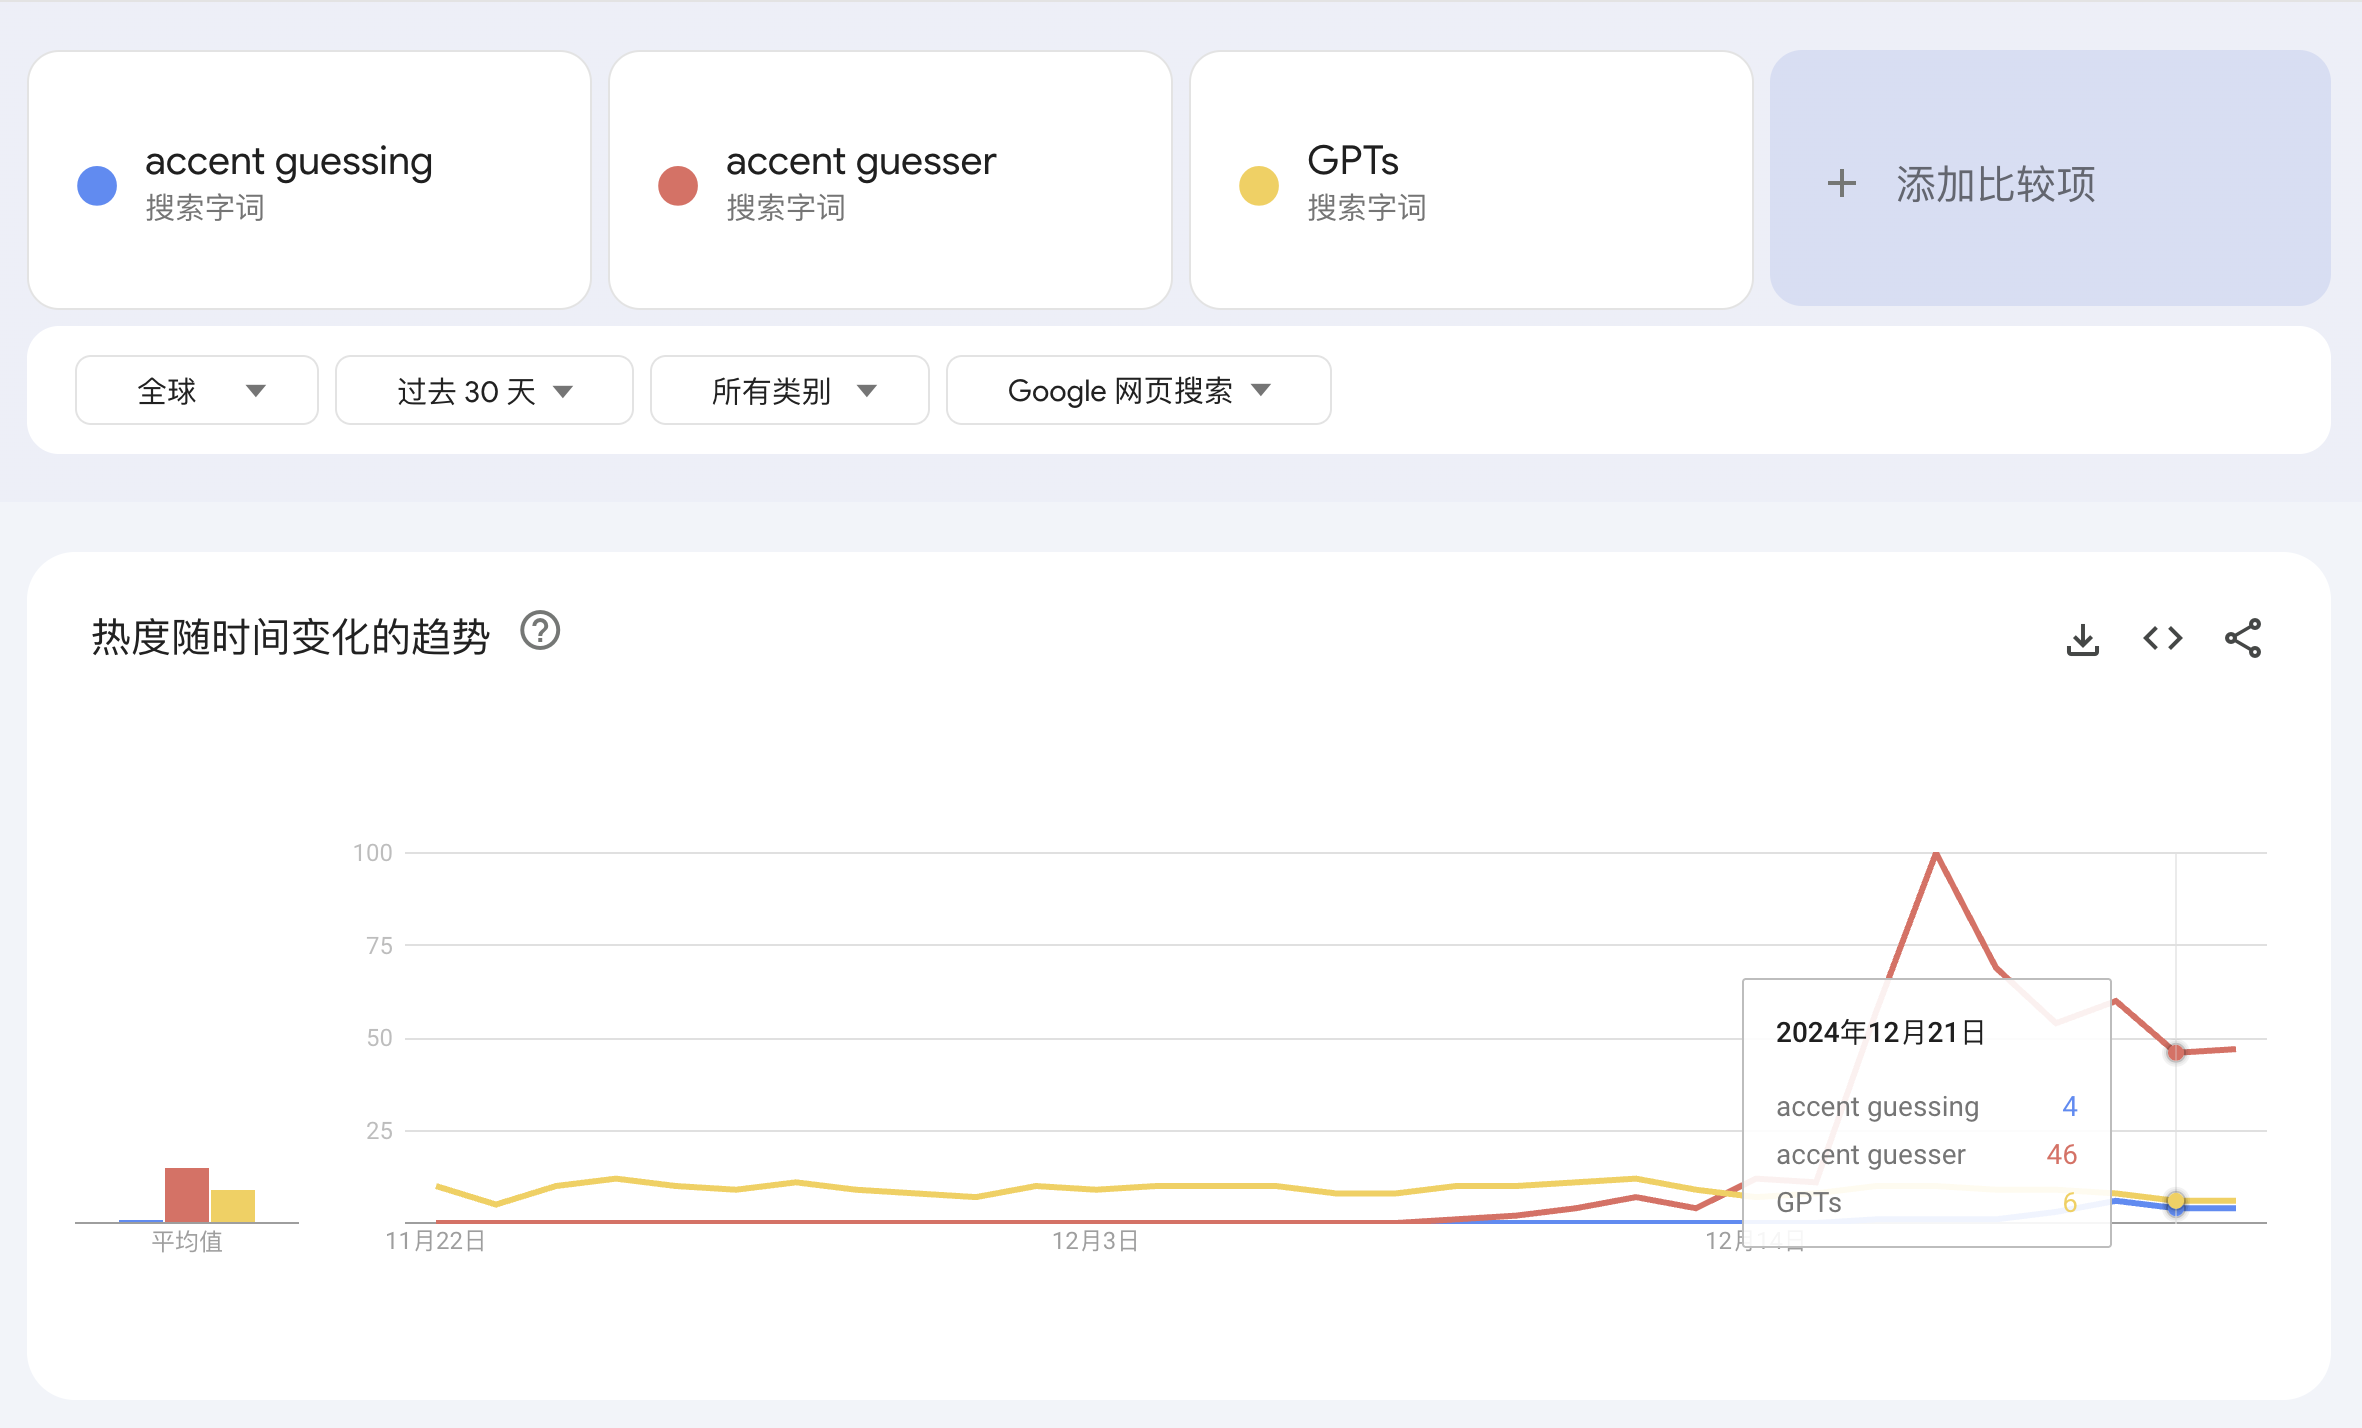 accent guessing
搜索字词
accent guesser
搜索字词
GPTs
搜索字词
+ 添加比较项
全球
过去 30 天
所有类别
Google 网页搜索
热度随时间变化的趋势
100
75
50
25
平均值
11月22日
12月3日
12月14日
2024年12月21日
accent guessing 4
accent guesser 46
GPTs 6